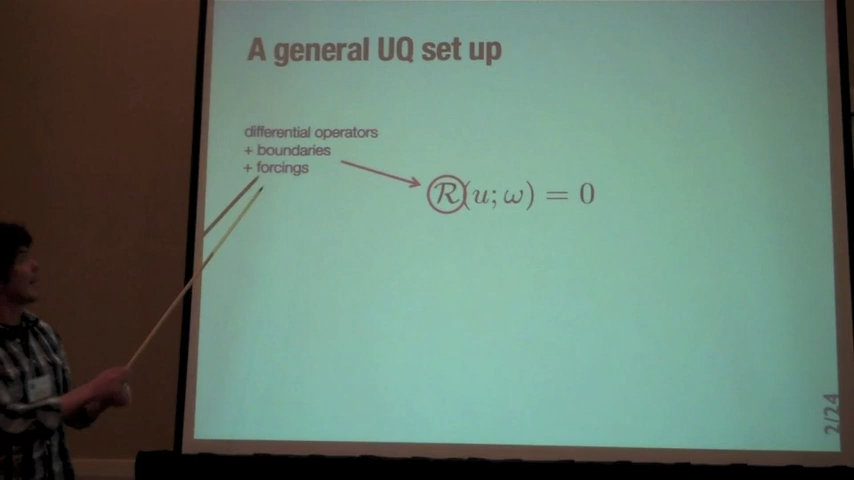 A general UQ set up
differential operators
+ boundaries
+ forcings
ℛ(u; ω) = 0
2/24